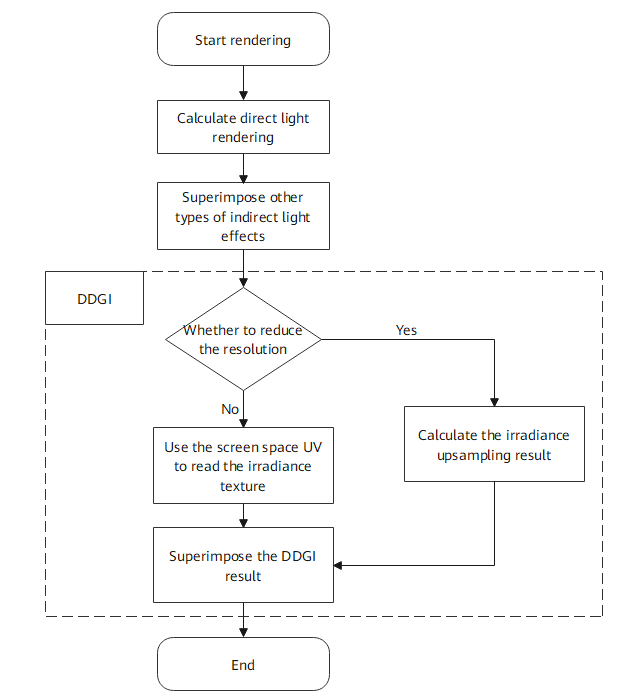 Start rendering
Calculate direct light
rendering
Superimpose other
types of indirect light
effects
DDGI
Whether to reduce
the resolution
Yes
No
Use the screen space UV
to read the irradiance
texture
Calculate the irradiance
upsampling result
Superimpose the DDGI
result
End